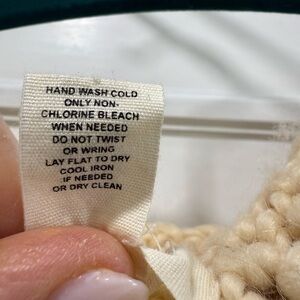 HAND WASH COLD
ONLY NON-
CHLORINE BLEACH
WHEN NEEDED
DO NOT TWIST
OR WRING
LAY FLAT TO DRY
COOL IRON
IF NEEDED
OR DRY CLEAN